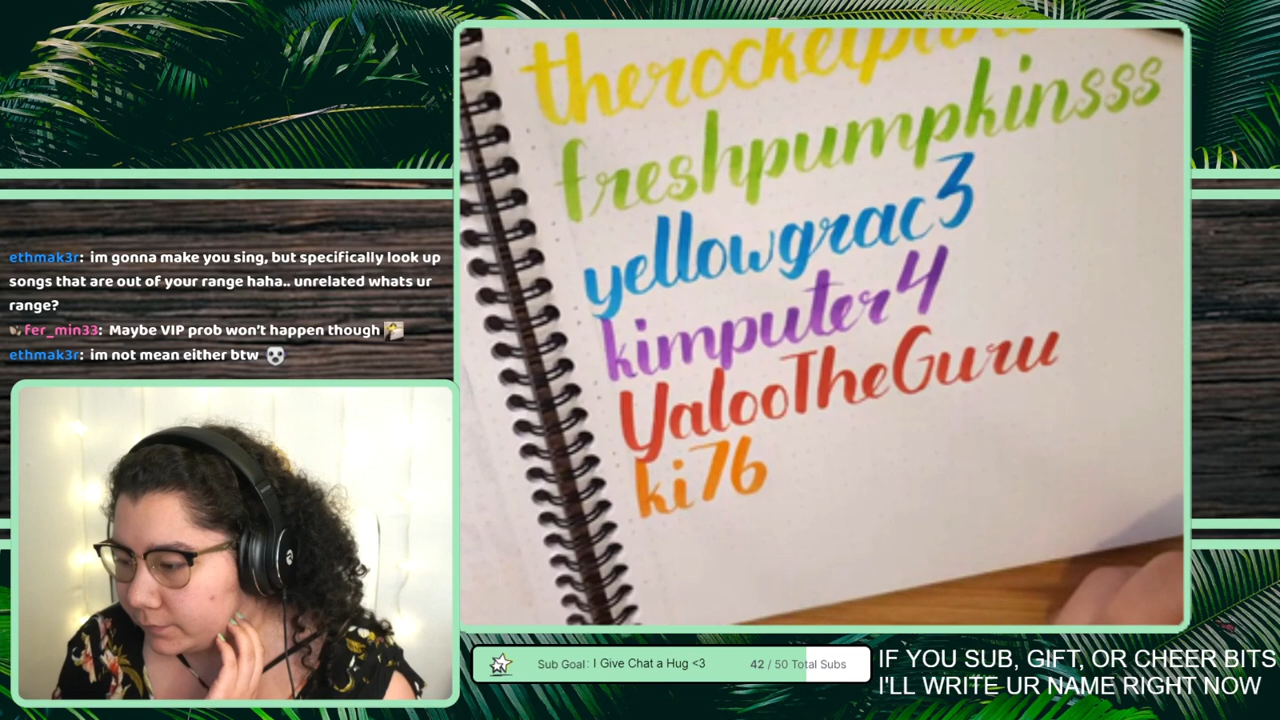 freshpumpkinsss
yellowgrac3
kimputer4
YalooTheGuru
ki76
ethmak3r: im gonna make you sing, but specifically look up
songs that are out of your range haha.. unrelated whats ur
range?
fer_min33: Maybe VIP prob won't happen though
ethmak3r: im not mean either btw
Sub Goal: I Give Chat a Hug <3 42 / 50 Total Subs
IF YOU SUB, GIFT, OR CHEER BITS
I'LL WRITE UR NAME RIGHT NOW